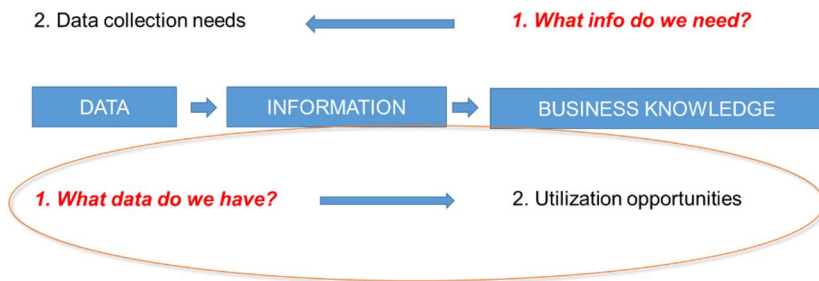 2. Data collection needs
1. What info do we need?
DATA
INFORMATION
BUSINESS KNOWLEDGE
1. What data do we have?
2. Utilization opportunities